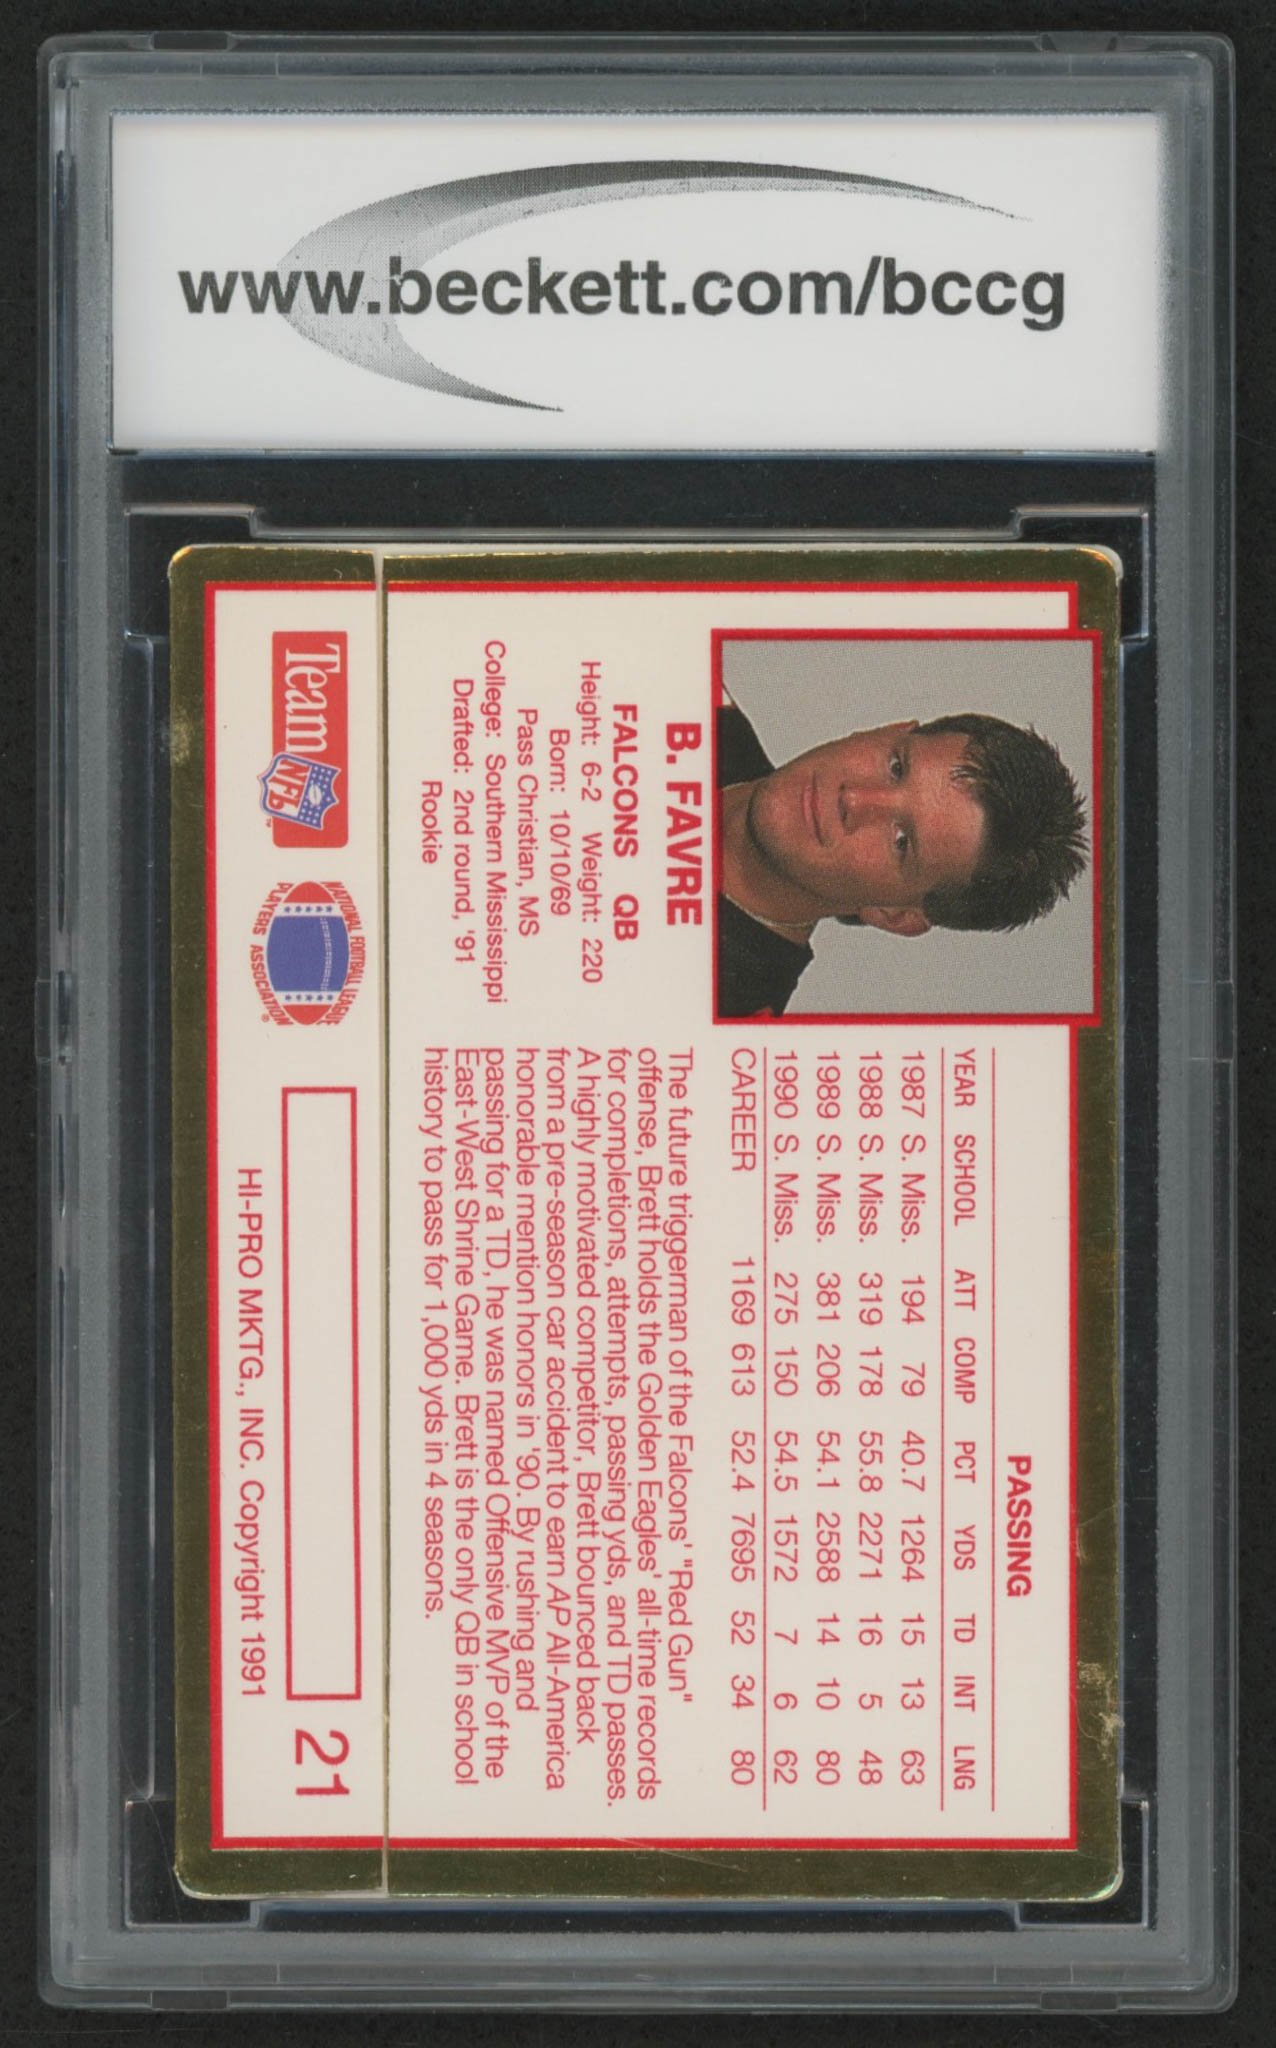 www.beckett.com/bccg
B. FAVRE
FALCONS QB
Height: 6-2 Weight: 220
Born: 10/10/69
Pass Christian, MS
College: Southern Mississippi
Drafted: 2nd round, '91
Rookie
PASSING
YEAR SCHOOL ATT COMP PCT YDS TD INT LNG
1987 S. Miss. 194 79 40.7 1264 15 13 63
1988 S. Miss. 319 178 55.8 2271 16 5 48
1989 S. Miss. 381 206 54.1 2588 14 10 80
1990 S. Miss. 275 150 54.5 1572 7 6 62
CAREER 1169 613 52.4 7695 52 34 80
The future triggerman of the Falcons' "Red Gun"
offense, Brett holds the Golden Eagles' all-time records
for completions, attempts, passing yds, and TD passes.
A highly motivated competitor, Brett bounced back
from a pre-season car accident to earn AP All-America
honorable mention honors in '90. By rushing and
passing for a TD, he was named Offensive MVP of the
East-West Shrine Game. Brett is the only QB in school
history to pass for 1,000 yds in 4 seasons.
Team NFL™
NATIONAL FOOTBALL LEAGUE
PLAYERS ASSOCIATION®
21
HI-PRO MKTG., INC. Copyright 1991